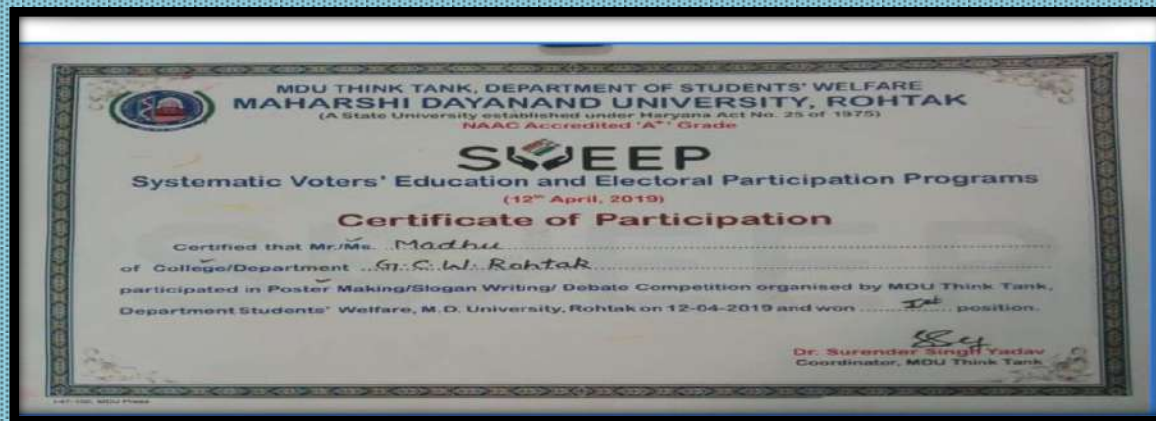 MDU THINK TANK, DEPARTMENT OF STUDENTS' WELFARE
MAHARSHI DAYANAND UNIVERSITY, ROHTAK
(A State University established under Haryana Act No. 25 of 1975)
NAAC Accredited 'A+' Grade
SWEEP
Systematic Voters' Education and Electoral Participation Programs
(12th April, 2019)
Certificate of Participation
Certified that Mr./Ms. Madhu
of College/Department G.C.W. Rohtak
participated in Poster Making/Slogan Writing/ Debate Competition organised by MDU Think Tank,
Department Students' Welfare, M.D. University, Rohtak on 12-04-2019 and won Ist position.
Dr. Surender Singh Yadav
Coordinator, MDU Think Tank
MDU Press